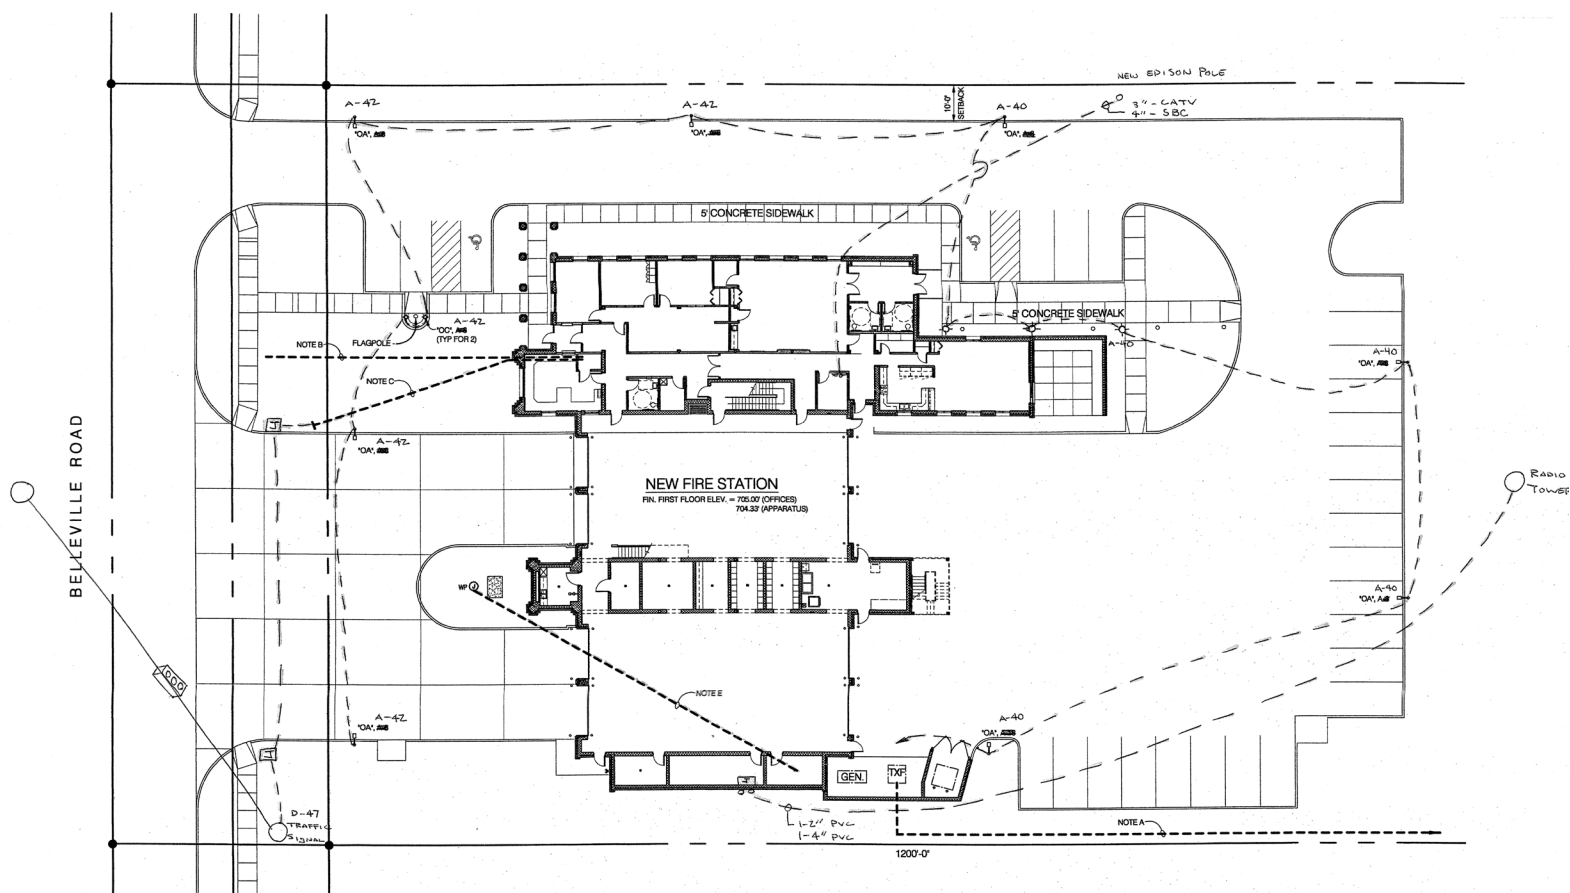 NEW EDISON POLE
A-42
A-42
A-40
3"-CATV
4"-SBC
10'-0"
SETBACK
"OA",
"OA",
"OA",
5' CONCRETE SIDEWALK
5' CONCRETE SIDEWALK
A-42
"OC",
(TYP FOR 2)
FLAGPOLE
NOTE B
NOTE C
A-40
A-40
"OA",
J
A-42
"OA",
BELLEVILLE ROAD
NEW FIRE STATION
FIN. FIRST FLOOR ELEV. = 705.00' (OFFICES)
704.33' (APPARATUS)
RADIO
TOWER
WP J
A-40
"OA",
NOTE E
A-42
"OA",
A-40
"OA",
J
GEN.
TXF
D-47
TRAFFIC
SIGNAL
1-2" PVC
1-4" PVC
NOTE A
1200'-0"